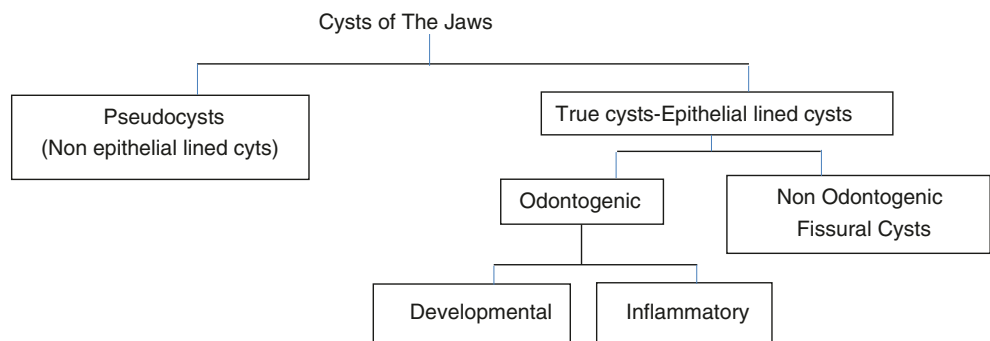 Cysts of The Jaws
Pseudocysts
(Non epithelial lined cyts)
True cysts-Epithelial lined cysts
Odontogenic
Non Odontogenic
Fissural Cysts
Developmental
Inflammatory